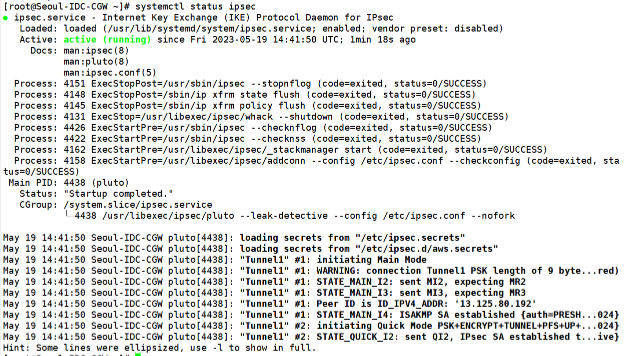 [root@Seoul-IDC-CGW ~]# systemctl status ipsec
● ipsec.service - Internet Key Exchange (IKE) Protocol Daemon for IPsec
Loaded: loaded (/usr/lib/systemd/system/ipsec.service; enabled; vendor preset: disabled)
Active: active (running) since Fri 2023-05-19 14:41:50 UTC; 1min 18s ago
Docs: man:ipsec(8)
man:pluto(8)
man:ipsec.conf(5)
Process: 4151 ExecStopPost=/usr/sbin/ipsec --stopnflog (code=exited, status=0/SUCCESS)
Process: 4148 ExecStopPost=/sbin/ip xfrm state flush (code=exited, status=0/SUCCESS)
Process: 4145 ExecStopPost=/sbin/ip xfrm policy flush (code=exited, status=0/SUCCESS)
Process: 4131 ExecStop=/usr/libexec/ipsec/whack --shutdown (code=exited, status=0/SUCCESS)
Process: 4426 ExecStartPre=/usr/sbin/ipsec --checknflog (code=exited, status=0/SUCCESS)
Process: 4422 ExecStartPre=/usr/sbin/ipsec --checknss (code=exited, status=0/SUCCESS)
Process: 4162 ExecStartPre=/usr/libexec/ipsec/_stackmanager start (code=exited, status=0/SUCCESS)
Process: 4158 ExecStartPre=/usr/libexec/ipsec/addconn --config /etc/ipsec.conf --checkconfig (code=exited, sta
tus=0/SUCCESS)
Main PID: 4438 (pluto)
Status: "Startup completed."
CGroup: /system.slice/ipsec.service
└─4438 /usr/libexec/ipsec/pluto --leak-detective --config /etc/ipsec.conf --nofork
May 19 14:41:50 Seoul-IDC-CGW pluto[4438]: loading secrets from "/etc/ipsec.secrets"
May 19 14:41:50 Seoul-IDC-CGW pluto[4438]: loading secrets from "/etc/ipsec.d/aws.secrets"
May 19 14:41:50 Seoul-IDC-CGW pluto[4438]: "Tunnel1" #1: initiating Main Mode
May 19 14:41:50 Seoul-IDC-CGW pluto[4438]: "Tunnel1" #1: WARNING: connection Tunnel1 PSK length of 9 byte...red)
May 19 14:41:50 Seoul-IDC-CGW pluto[4438]: "Tunnel1" #1: STATE_MAIN_I2: sent MI2, expecting MR2
May 19 14:41:50 Seoul-IDC-CGW pluto[4438]: "Tunnel1" #1: STATE_MAIN_I3: sent MI3, expecting MR3
May 19 14:41:50 Seoul-IDC-CGW pluto[4438]: "Tunnel1" #1: Peer ID is ID_IPV4_ADDR: '13.125.80.192'
May 19 14:41:50 Seoul-IDC-CGW pluto[4438]: "Tunnel1" #1: STATE_MAIN_I4: ISAKMP SA established {auth=PRESH...024}
May 19 14:41:50 Seoul-IDC-CGW pluto[4438]: "Tunnel1" #2: initiating Quick Mode PSK+ENCRYPT+TUNNEL+PFS+UP+...024}
May 19 14:41:50 Seoul-IDC-CGW pluto[4438]: "Tunnel1" #2: STATE_QUICK_I2: sent QI2, IPsec SA established t...ive}
Hint: Some lines were ellipsized, use -l to show in full.